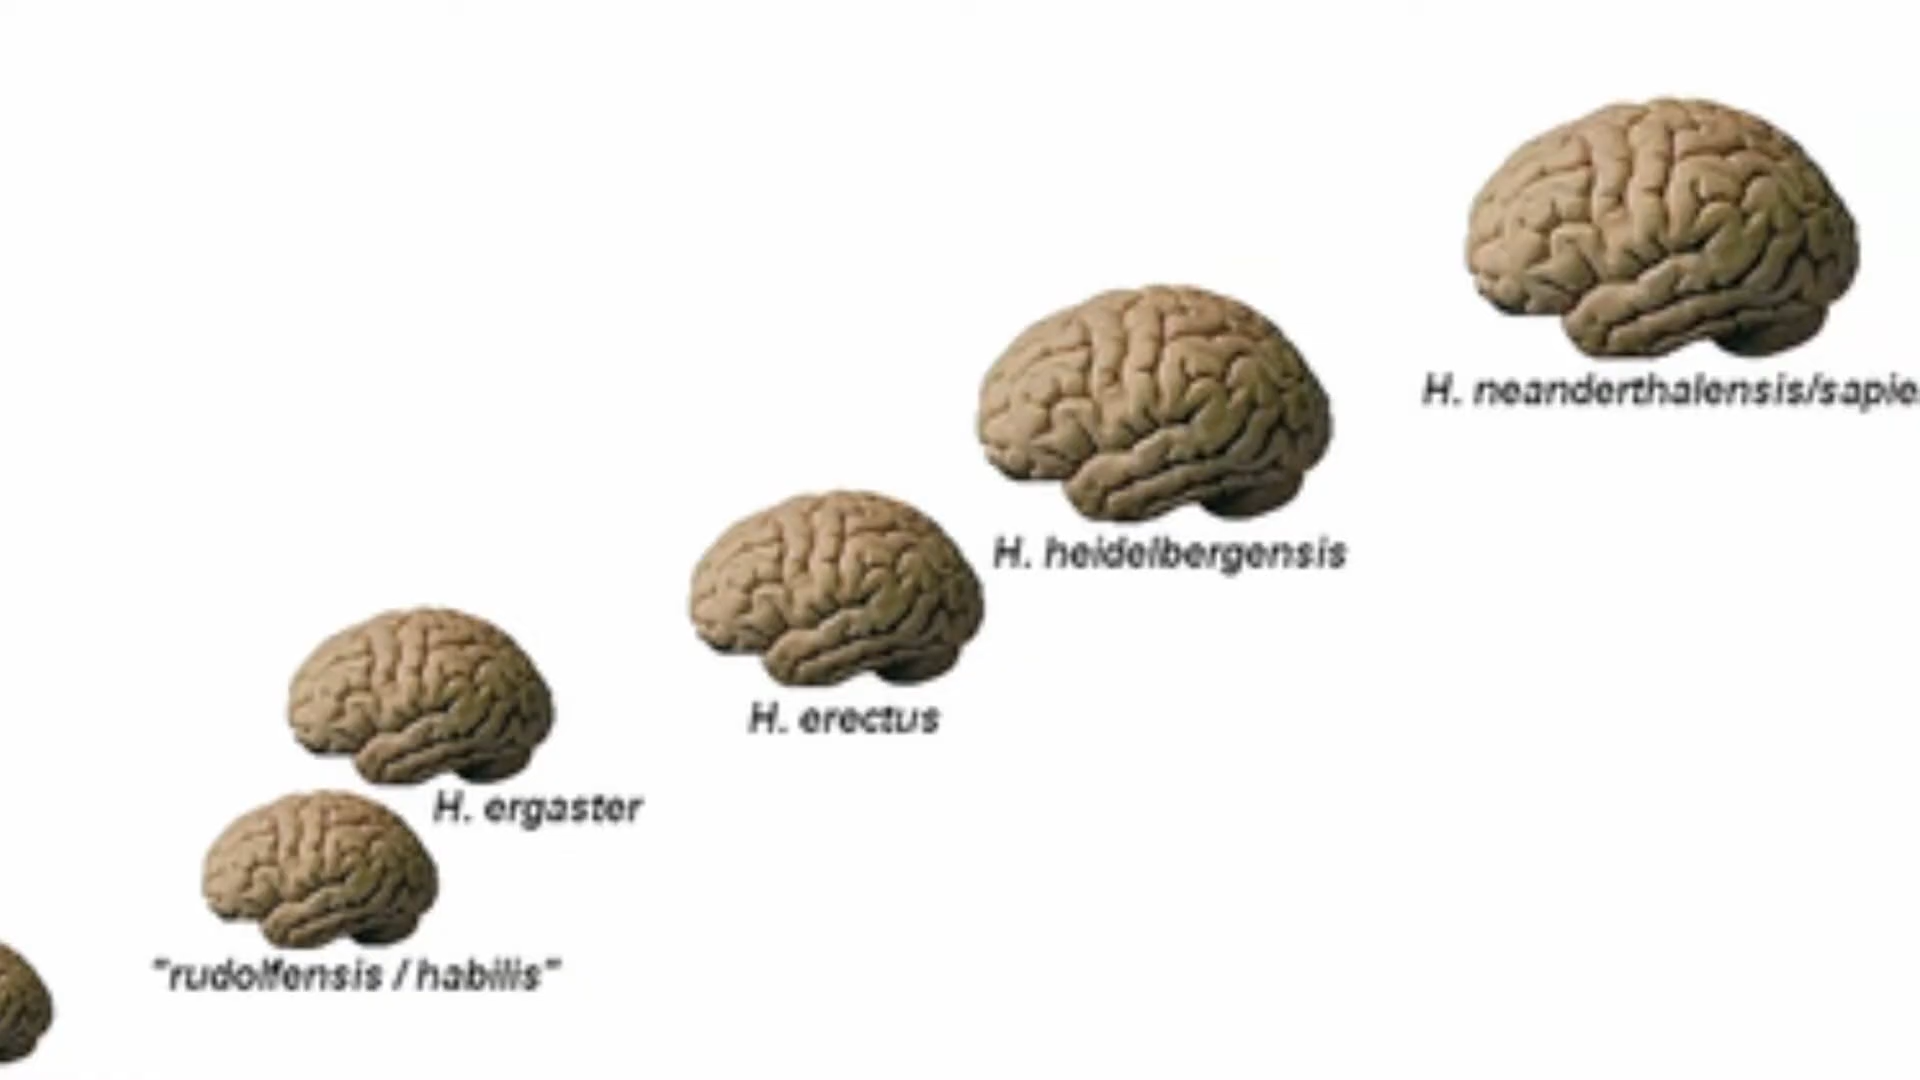 H. neanderthalensis/sapie
H. heidelbergensis
H. erectus
H. ergaster
"rudolfensis / habilis"